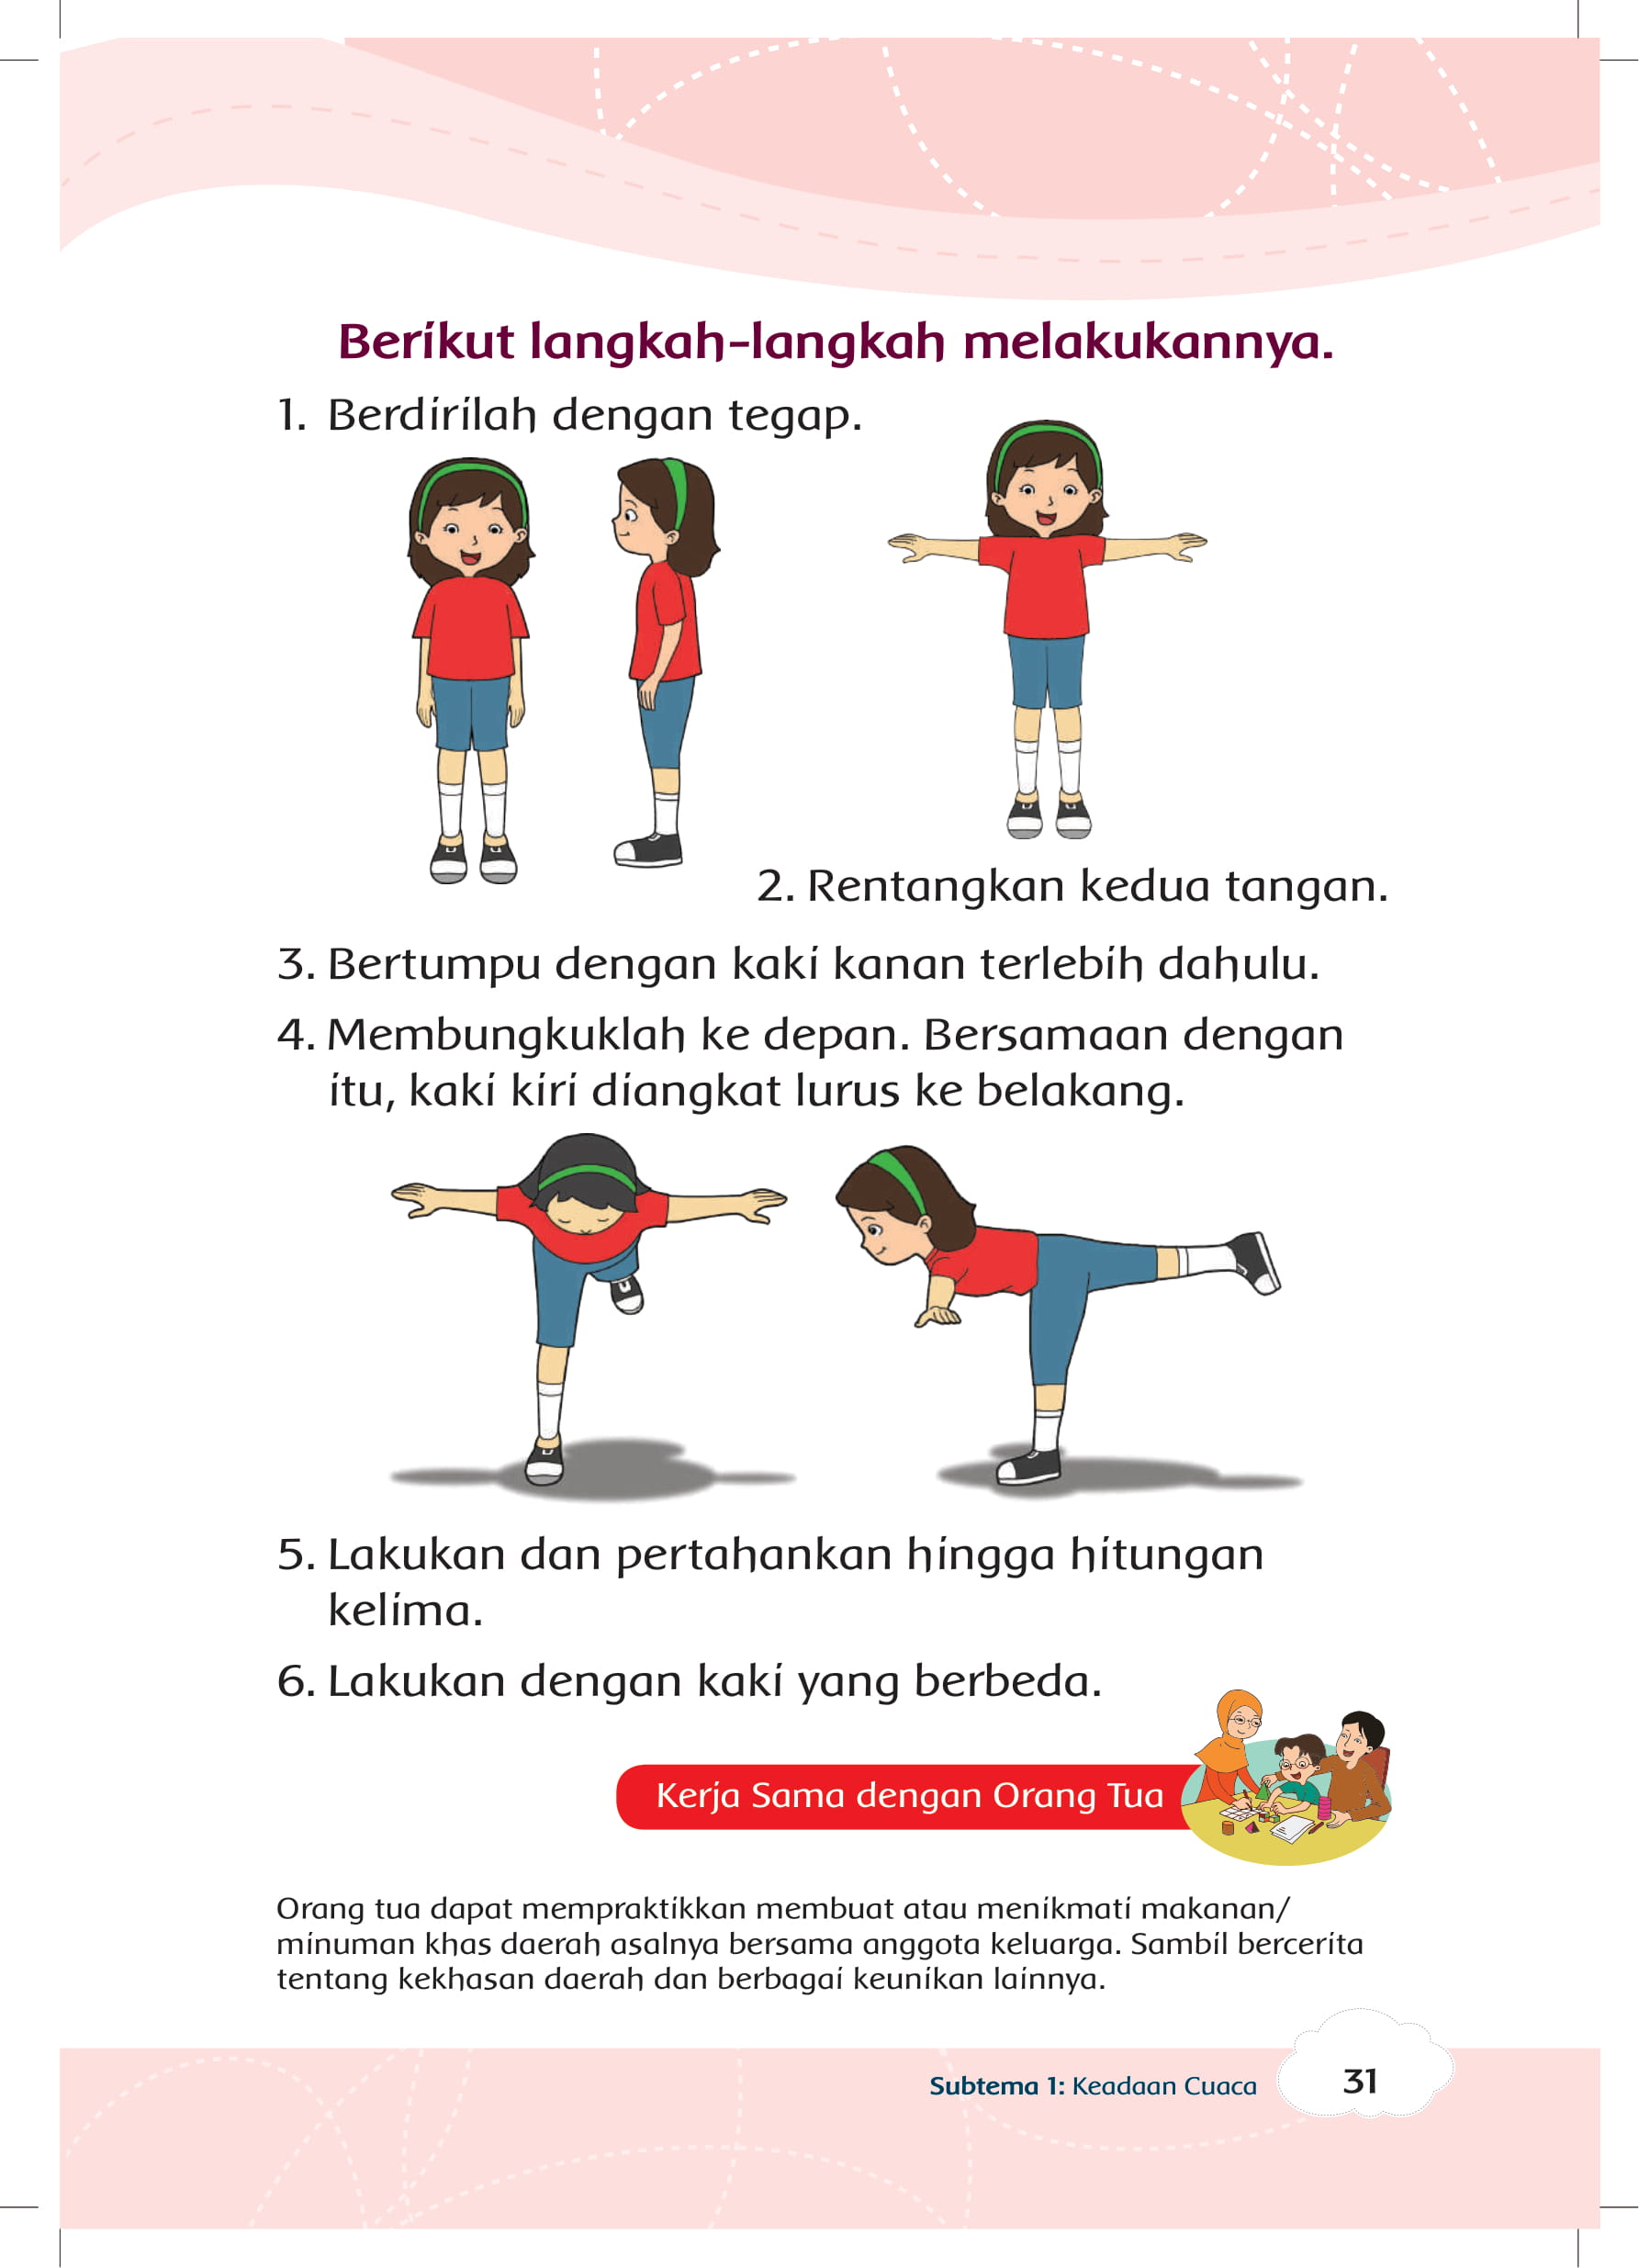 Berikut langkah-langkah melakukannya.
1. Berdirilah dengan tegap.
2. Rentangkan kedua tangan.
3. Bertumpu dengan kaki kanan terlebih dahulu.
4. Membungkuklah ke depan. Bersamaan dengan
itu, kaki kiri diangkat lurus ke belakang.
5. Lakukan dan pertahankan hingga hitungan
kelima.
6. Lakukan dengan kaki yang berbeda.
Kerja Sama dengan Orang Tua
Orang tua dapat mempraktikkan membuat atau menikmati makanan/
minuman khas daerah asalnya bersama anggota keluarga. Sambil bercerita
tentang kekhasan daerah dan berbagai keunikan lainnya.
Subtema 1: Keadaan Cuaca
31